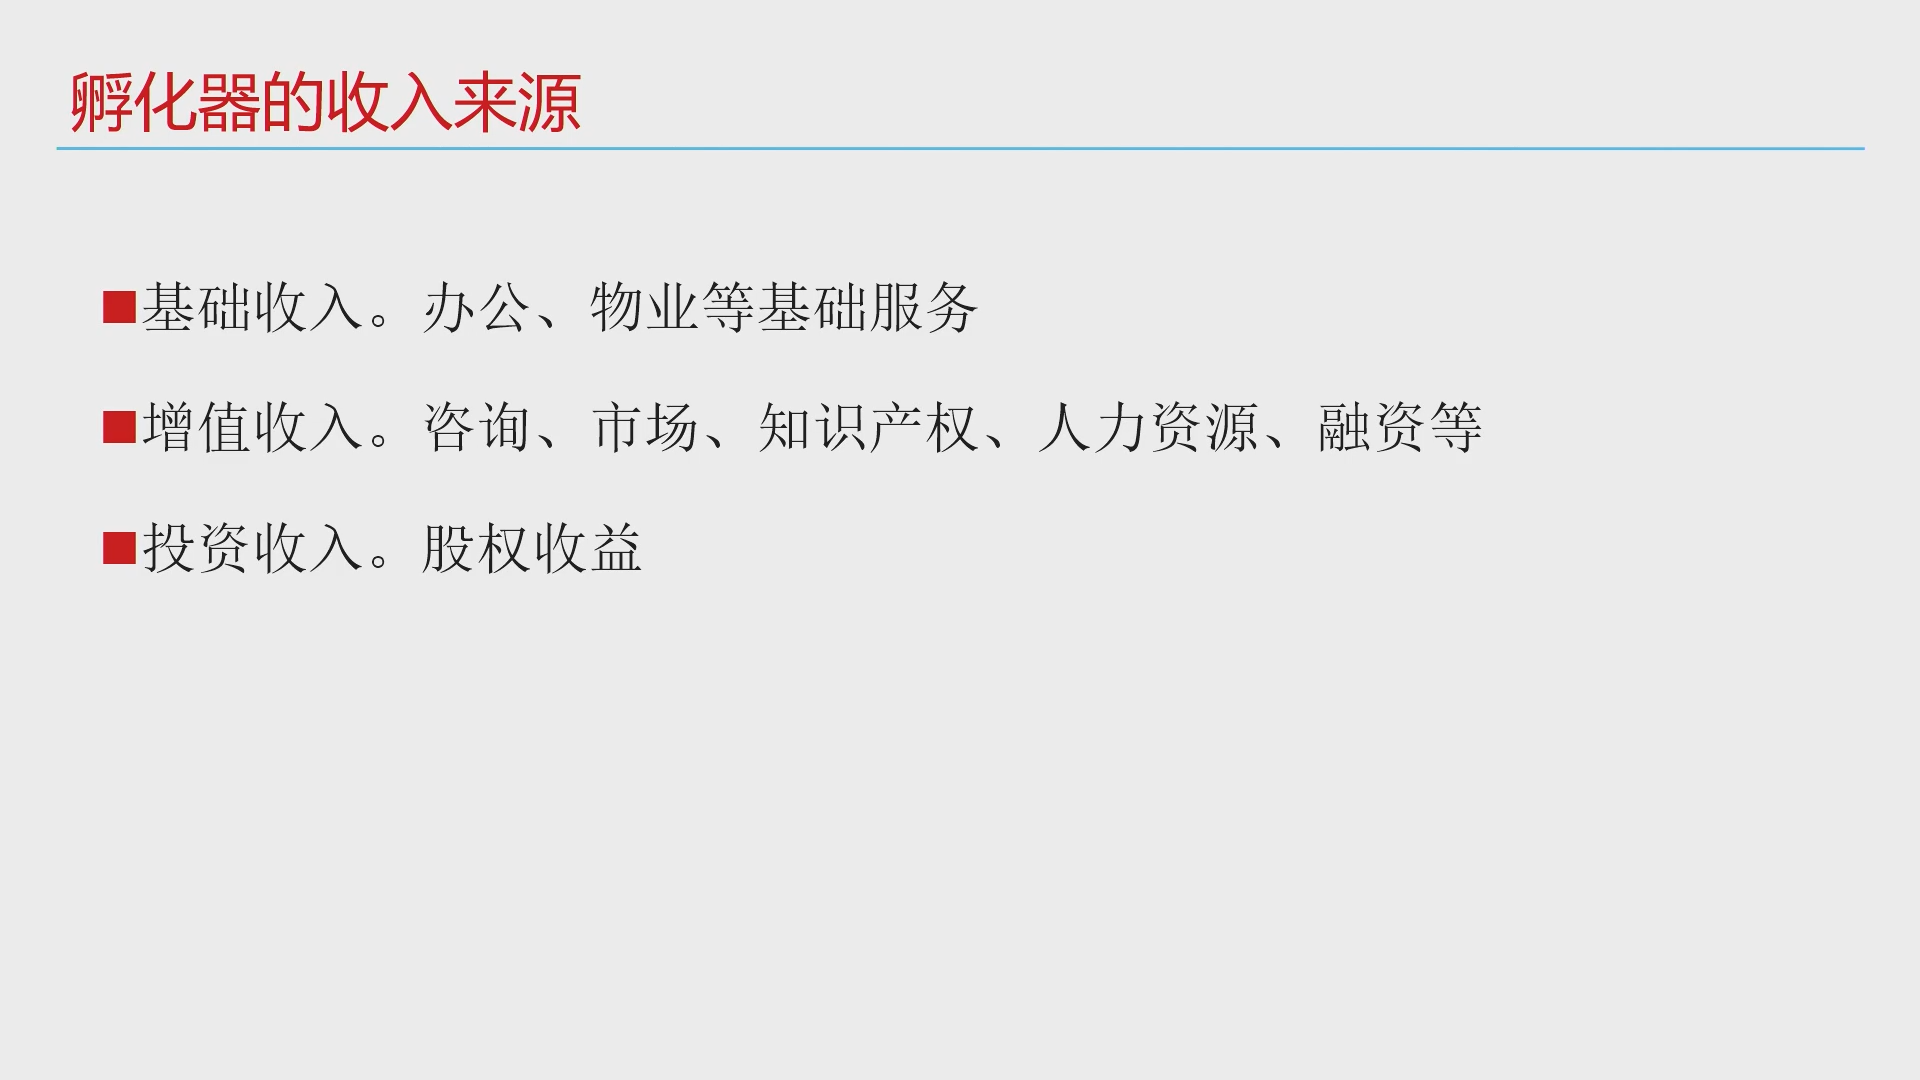 孵化器的收入来源
■基础收入。办公、物业等基础服务
■增值收入。咨询、市场、知识产权、人力资源、融资等
■投资收入。股权收益